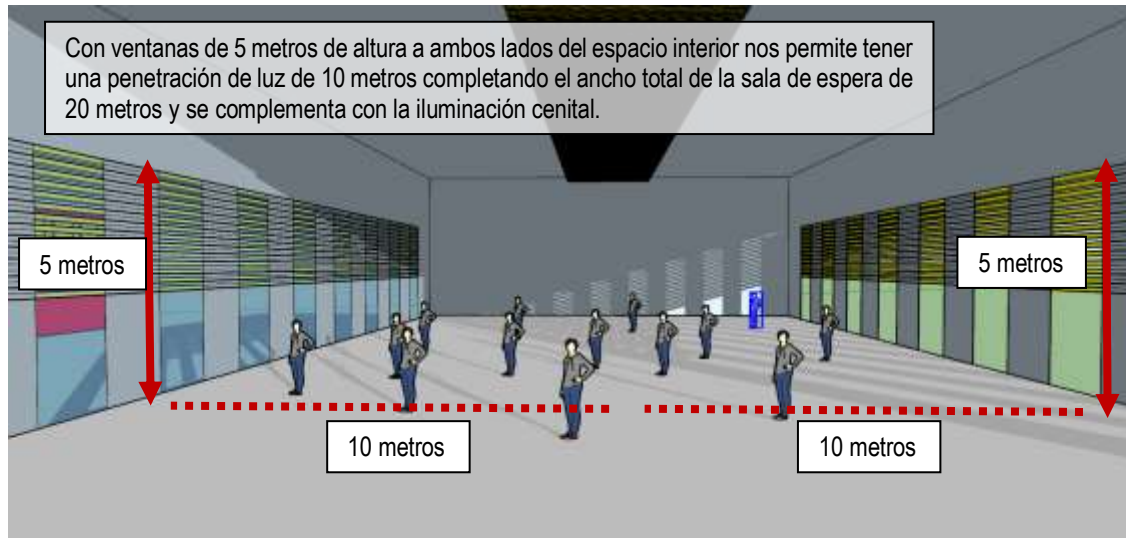 Con ventanas de 5 metros de altura a ambos lados del espacio interior nos permite tener
una penetración de luz de 10 metros completando el ancho total de la sala de espera de
20 metros y se complementa con la iluminación cenital.
5 metros
5 metros
10 metros
10 metros